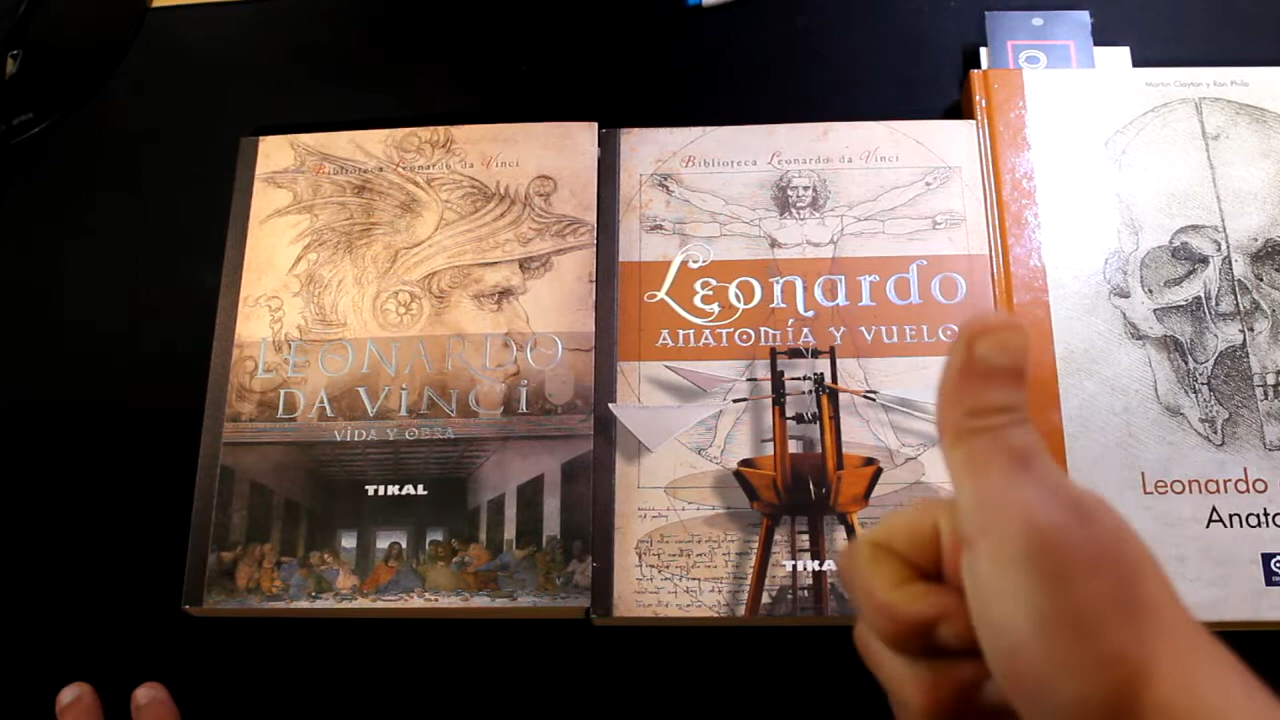 Biblioteca Leonardo da Vinci
LEONARDO
DA VINCI
VIDA Y OBRA
TIKAL
Biblioteca Leonardo da Vinci
Leonardo
ANATOMÍA Y VUELO
TIKA
Martin Clayton y Ron Philo
Leonardo
Anato